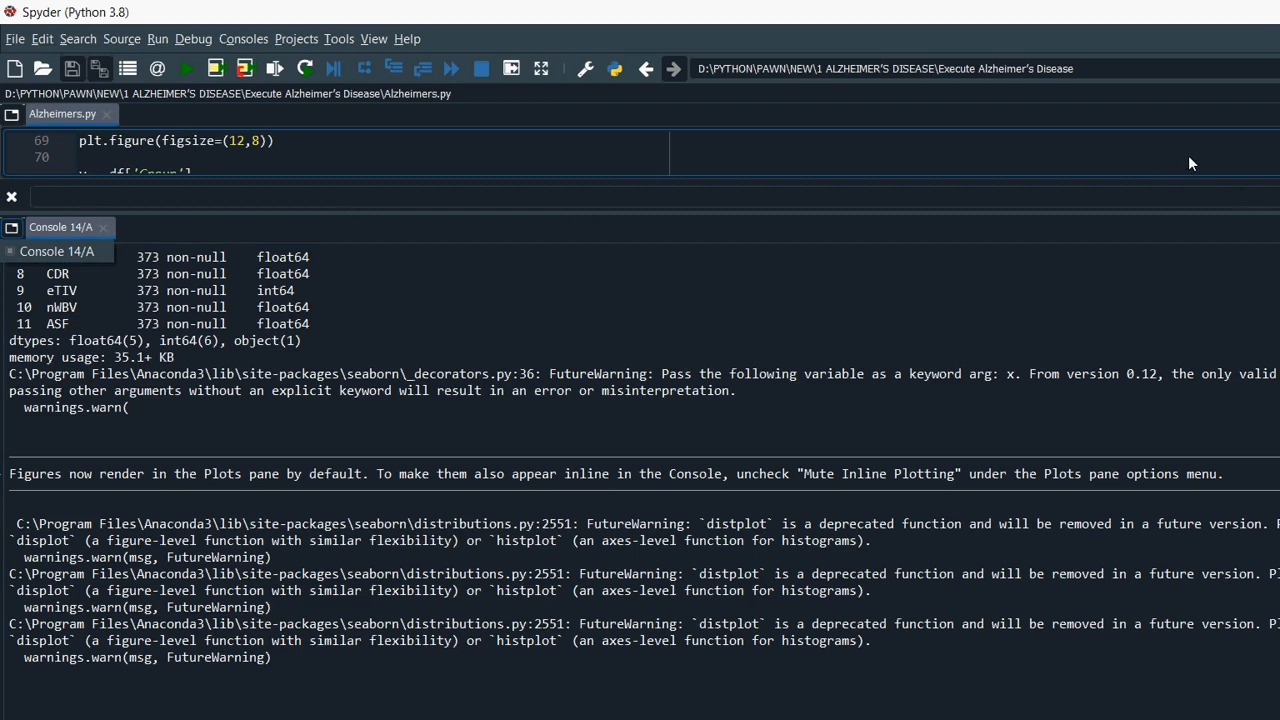 Spyder (Python 3.8)
File Edit Search Source Run Debug Consoles Projects Tools View Help
D:\PYTHON\PAWN\NEW\1 ALZHEIMER'S DISEASE\Execute Alzheimer's Disease
D:\PYTHON\PAWN\NEW\1 ALZHEIMER'S DISEASE\Execute Alzheimer's Disease\Alzheimers.py
Alzheimers.py
69 plt.figure(figsize=(12,8))
70
Console 14/A
Console 14/A
373 non-null float64
8 CDR 373 non-null float64
9 eTIV 373 non-null int64
10 nWBV 373 non-null float64
11 ASF 373 non-null float64
dtypes: float64(5), int64(6), object(1)
memory usage: 35.1+ KB
C:\Program Files\Anaconda3\lib\site-packages\seaborn\_decorators.py:36: FutureWarning: Pass the following variable as a keyword arg: x. From version 0.12, the only valid
passing other arguments without an explicit keyword will result in an error or misinterpretation.
warnings.warn(
Figures now render in the Plots pane by default. To make them also appear inline in the Console, uncheck "Mute Inline Plotting" under the Plots pane options menu.
C:\Program Files\Anaconda3\lib\site-packages\seaborn\distributions.py:2551: FutureWarning: `distplot` is a deprecated function and will be removed in a future version.
`displot` (a figure-level function with similar flexibility) or `histplot` (an axes-level function for histograms).
warnings.warn(msg, FutureWarning)
C:\Program Files\Anaconda3\lib\site-packages\seaborn\distributions.py:2551: FutureWarning: `distplot` is a deprecated function and will be removed in a future version. Pl
`displot` (a figure-level function with similar flexibility) or `histplot` (an axes-level function for histograms).
warnings.warn(msg, FutureWarning)
C:\Program Files\Anaconda3\lib\site-packages\seaborn\distributions.py:2551: FutureWarning: `distplot` is a deprecated function and will be removed in a future version. Pl
`displot` (a figure-level function with similar flexibility) or `histplot` (an axes-level function for histograms).
warnings.warn(msg, FutureWarning)